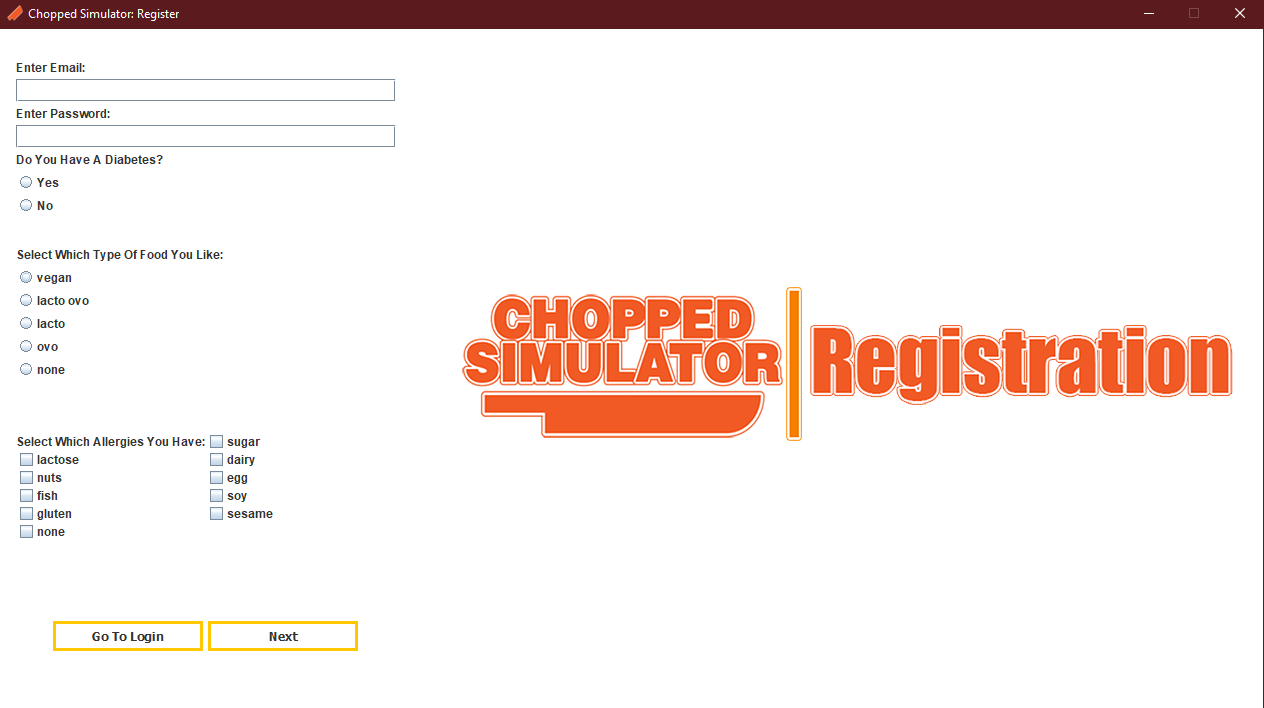 Chopped Simulator: Register
Enter Email:
Enter Password:
Do You Have A Diabetes?
Yes
No
Select Which Type Of Food You Like:
vegan
lacto ovo
lacto
ovo
none
CHOPPED
SIMULATOR
Registration
Select Which Allergies You Have:
sugar
lactose
dairy
nuts
egg
fish
soy
gluten
sesame
none
Go To Login
Next